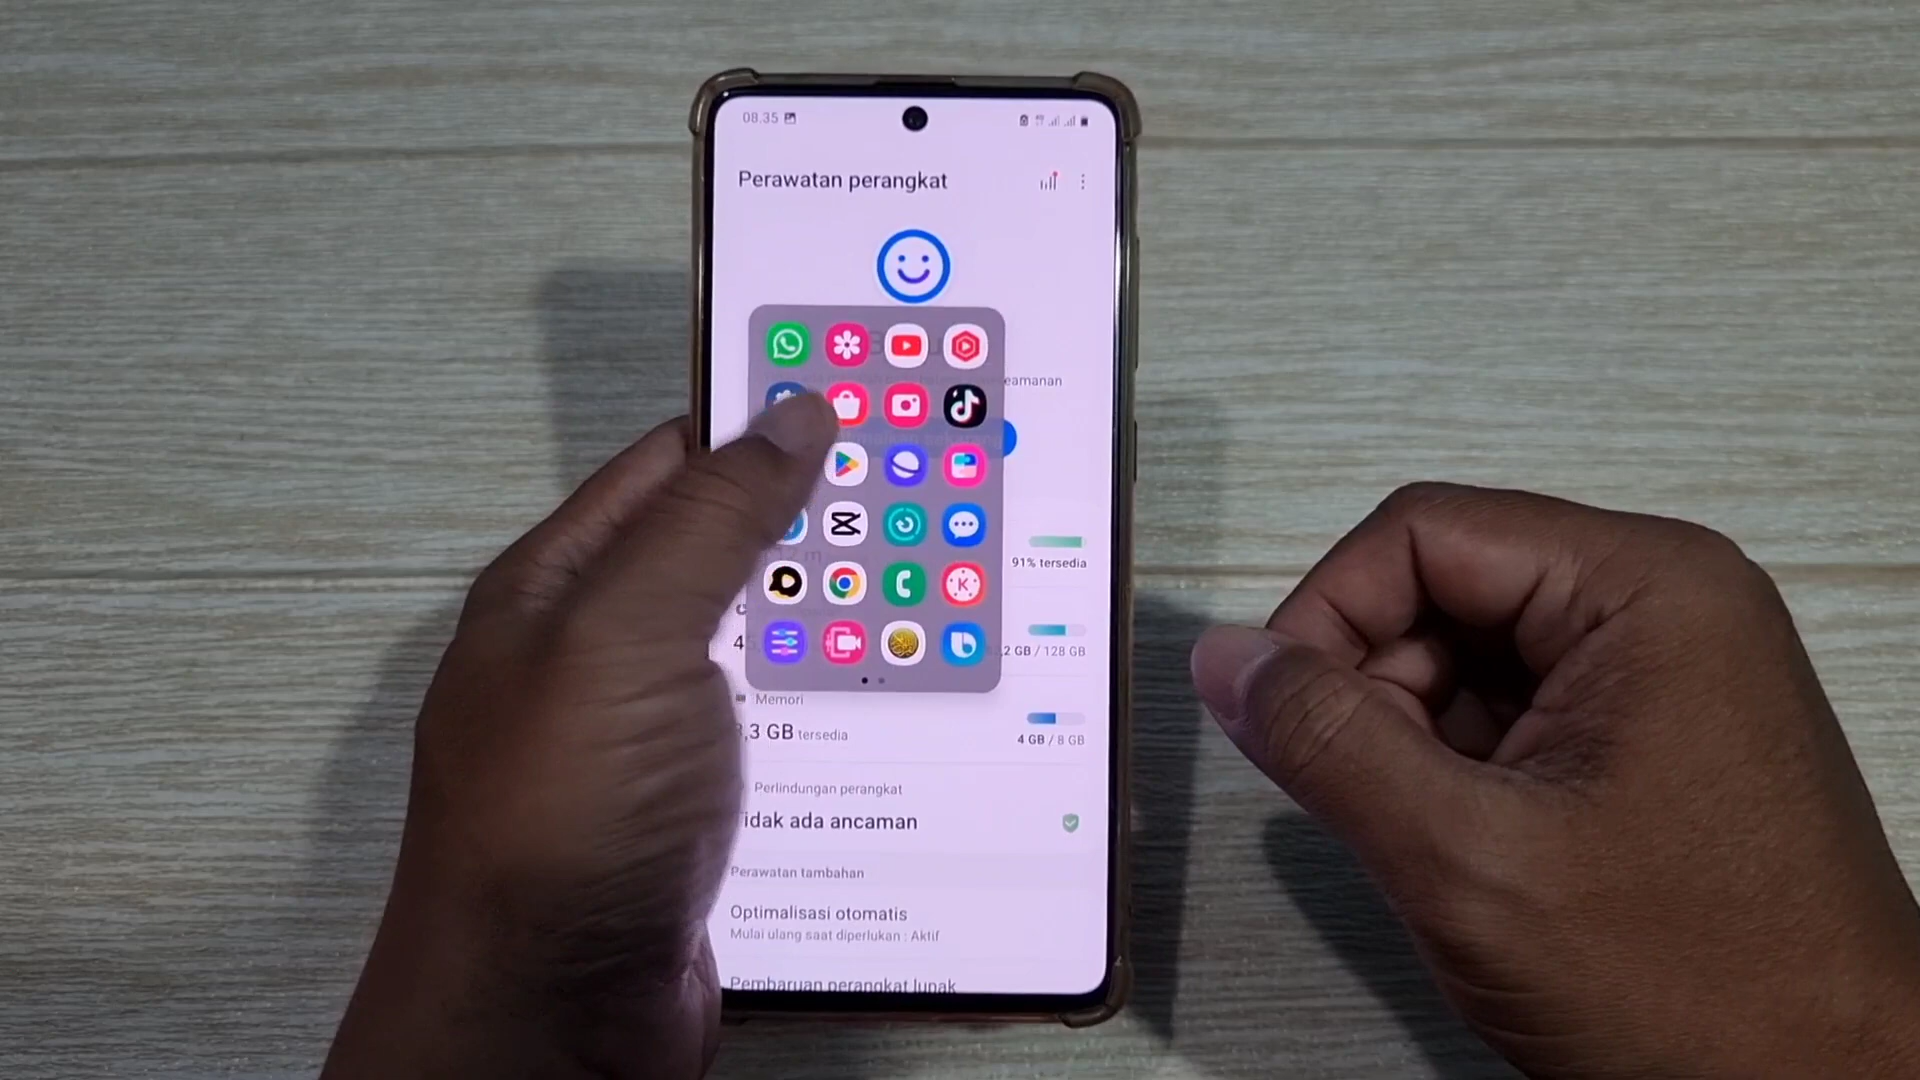 08.35
Perawatan perangkat
eamanan
91% tersedia
,2 GB / 128 GB
Memori
,3 GB tersedia
4 GB / 8 GB
Perlindungan perangkat
idak ada ancaman
Perawatan tambahan
Optimalisasi otomatis
Mulai ulang saat diperlukan : Aktif
Pembaruan perangkat lunak